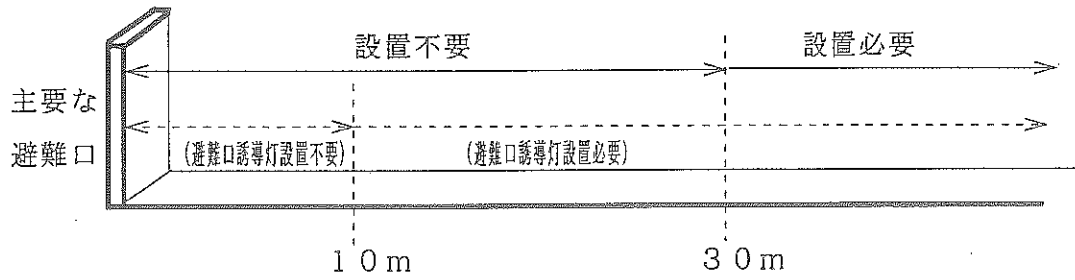 設置不要
設置必要
主要な
避難口
(避難口誘導灯設置不要)
(避難口誘導灯設置必要)
10m
30m